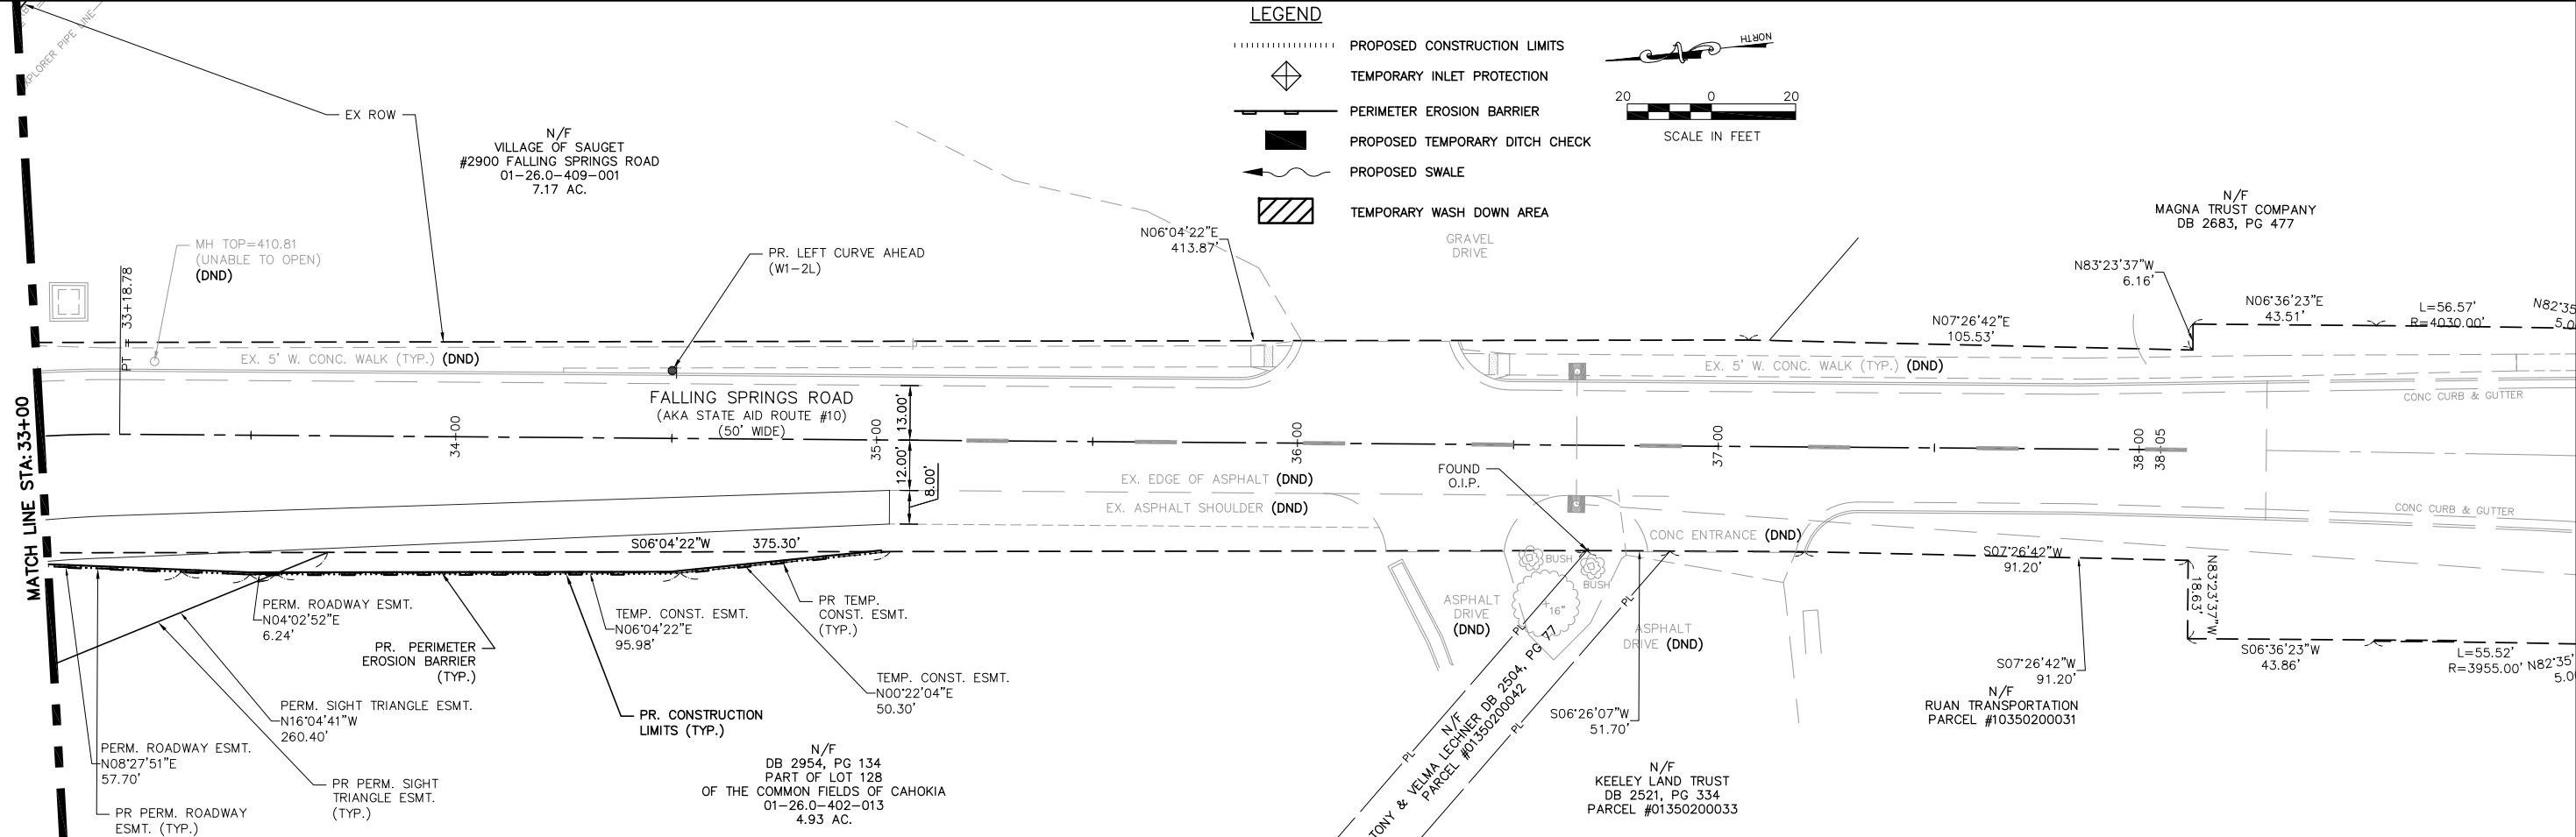 LEGEND
PROPOSED CONSTRUCTION LIMITS
TEMPORARY INLET PROTECTION
PERIMETER EROSION BARRIER
PROPOSED TEMPORARY DITCH CHECK
PROPOSED SWALE
TEMPORARY WASH DOWN AREA
NORTH
20 0 20
SCALE IN FEET
PIPE LINE
EX ROW
N/F
VILLAGE OF SAUGET
#2900 FALLING SPRINGS ROAD
01-26.0-409-001
7.17 AC.
MH TOP=410.81
(UNABLE TO OPEN)
(DND)
PT = 33+18.78
PR. LEFT CURVE AHEAD
(W1-2L)
N06°04'22"E
413.87'
GRAVEL
DRIVE
N/F
MAGNA TRUST COMPANY
DB 2683, PG 477
N83°23'37"W
6.16'
N06°36'23"E
43.51'
L=56.57'
R=4030.00'
N82°35
5.0
N07°26'42"E
105.53'
EX. 5' W. CONC. WALK (TYP.) (DND)
EX. 5' W. CONC. WALK (TYP.) (DND)
CONC CURB & GUTTER
FALLING SPRINGS ROAD
(AKA STATE AID ROUTE #10)
(50' WIDE)
13.00'
12.00'
8.00'
34+00
35+00
36+00
37+00
38+00
38+05
MATCH LINE STA: 33+00
EX. EDGE OF ASPHALT (DND)
EX. ASPHALT SHOULDER (DND)
FOUND
O.I.P.
CONC ENTRANCE (DND)
CONC CURB & GUTTER
S06°04'22"W 375.30'
BUSH
BUSH
16"
S07°26'42"W
91.20'
N83°23'37"W
18.63'
S06°36'23"W
43.86'
L=55.52'
R=3955.00'
N82°35'
5.0
PERM. ROADWAY ESMT.
N04°02'52"E
6.24'
PR. PERIMETER
EROSION BARRIER
(TYP.)
TEMP. CONST. ESMT.
N06°04'22"E
95.98'
PR TEMP.
CONST. ESMT.
(TYP.)
ASPHALT
DRIVE
(DND)
ASPHALT
DRIVE (DND)
TEMP. CONST. ESMT.
N00°22'04"E
50.30'
PERM. SIGHT TRIANGLE ESMT.
N16°04'41"W
260.40'
PR. CONSTRUCTION
LIMITS (TYP.)
PERM. ROADWAY ESMT.
N08°27'51"E
57.70'
PR PERM. SIGHT
TRIANGLE ESMT.
(TYP.)
PR PERM. ROADWAY
ESMT. (TYP.)
N/F
DB 2954, PG 134
PART OF LOT 128
OF THE COMMON FIELDS OF CAHOKIA
01-26.0-402-013
4.93 AC.
PL
PL
PL
PL
N/F
TONY & VELMA LECHNER DB 2504, PG 77
PARCEL #01350200042
S06°26'07"W
51.70'
N/F
KEELEY LAND TRUST
DB 2521, PG 334
PARCEL #01350200033
S07°26'42"W
91.20'
N/F
RUAN TRANSPORTATION
PARCEL #10350200031